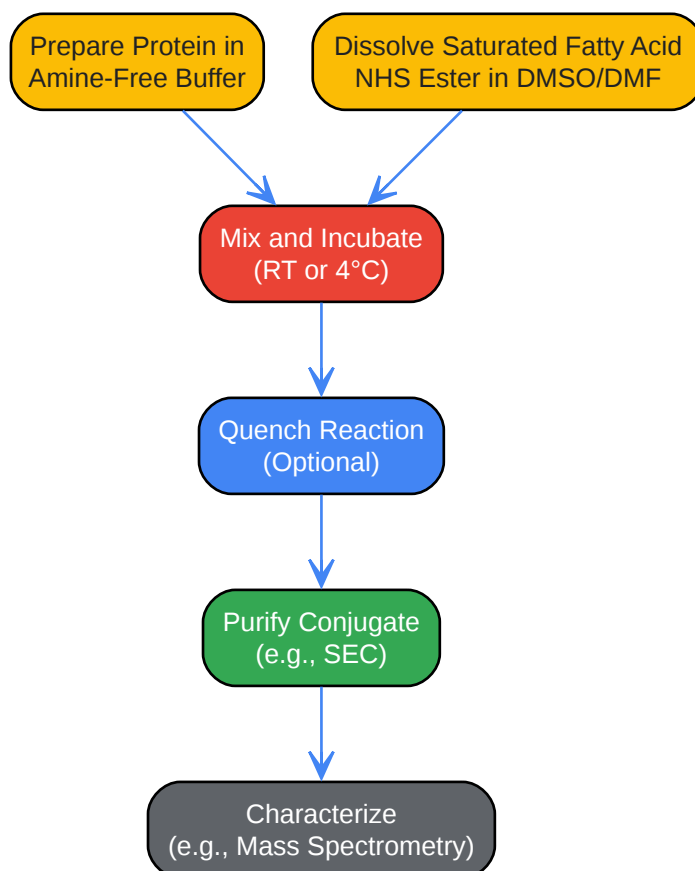 Prepare Protein in
Amine-Free Buffer
Dissolve Saturated Fatty Acid
NHS Ester in DMSO/DMF
Mix and Incubate
(RT or 4°C)
Quench Reaction
(Optional)
Purify Conjugate
(e.g., SEC)
Characterize
(e.g., Mass Spectrometry)